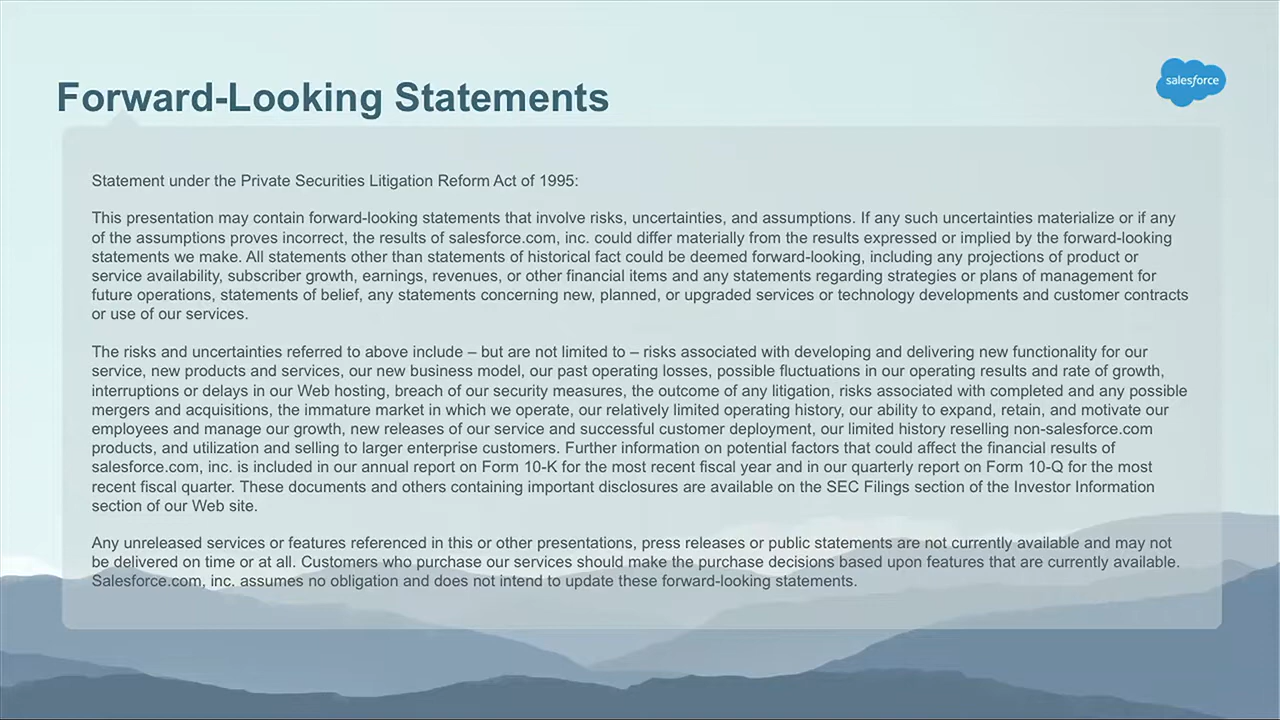 Forward-Looking Statements
salesforce
Statement under the Private Securities Litigation Reform Act of 1995:
This presentation may contain forward-looking statements that involve risks, uncertainties, and assumptions. If any such uncertainties materialize or if any
of the assumptions proves incorrect, the results of salesforce.com, inc. could differ materially from the results expressed or implied by the forward-looking
statements we make. All statements other than statements of historical fact could be deemed forward-looking, including any projections of product or
service availability, subscriber growth, earnings, revenues, or other financial items and any statements regarding strategies or plans of management for
future operations, statements of belief, any statements concerning new, planned, or upgraded services or technology developments and customer contracts
or use of our services.
The risks and uncertainties referred to above include – but are not limited to – risks associated with developing and delivering new functionality for our
service, new products and services, our new business model, our past operating losses, possible fluctuations in our operating results and rate of growth,
interruptions or delays in our Web hosting, breach of our security measures, the outcome of any litigation, risks associated with completed and any possible
mergers and acquisitions, the immature market in which we operate, our relatively limited operating history, our ability to expand, retain, and motivate our
employees and manage our growth, new releases of our service and successful customer deployment, our limited history reselling non-salesforce.com
products, and utilization and selling to larger enterprise customers. Further information on potential factors that could affect the financial results of
salesforce.com, inc. is included in our annual report on Form 10-K for the most recent fiscal year and in our quarterly report on Form 10-Q for the most
recent fiscal quarter. These documents and others containing important disclosures are available on the SEC Filings section of the Investor Information
section of our Web site.
Any unreleased services or features referenced in this or other presentations, press releases or public statements are not currently available and may not
be delivered on time or at all. Customers who purchase our services should make the purchase decisions based upon features that are currently available.
Salesforce.com, inc. assumes no obligation and does not intend to update these forward-looking statements.